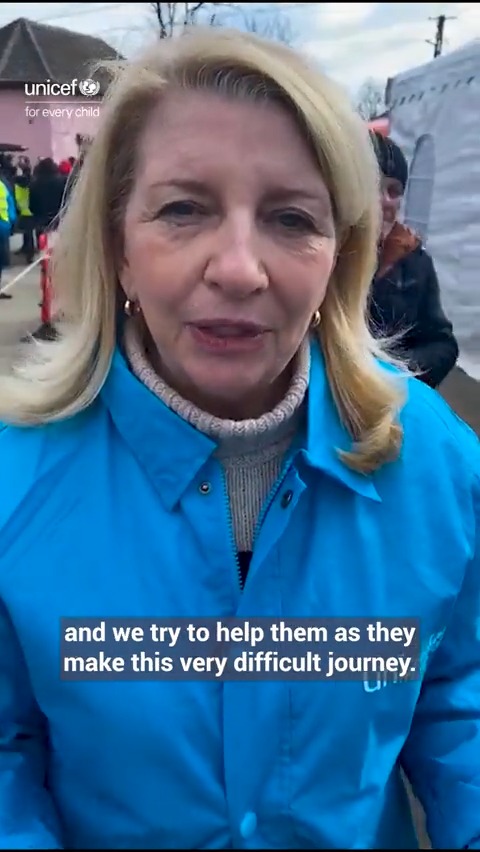 unicef
for every child
and we try to help them as they
make this very difficult journey.